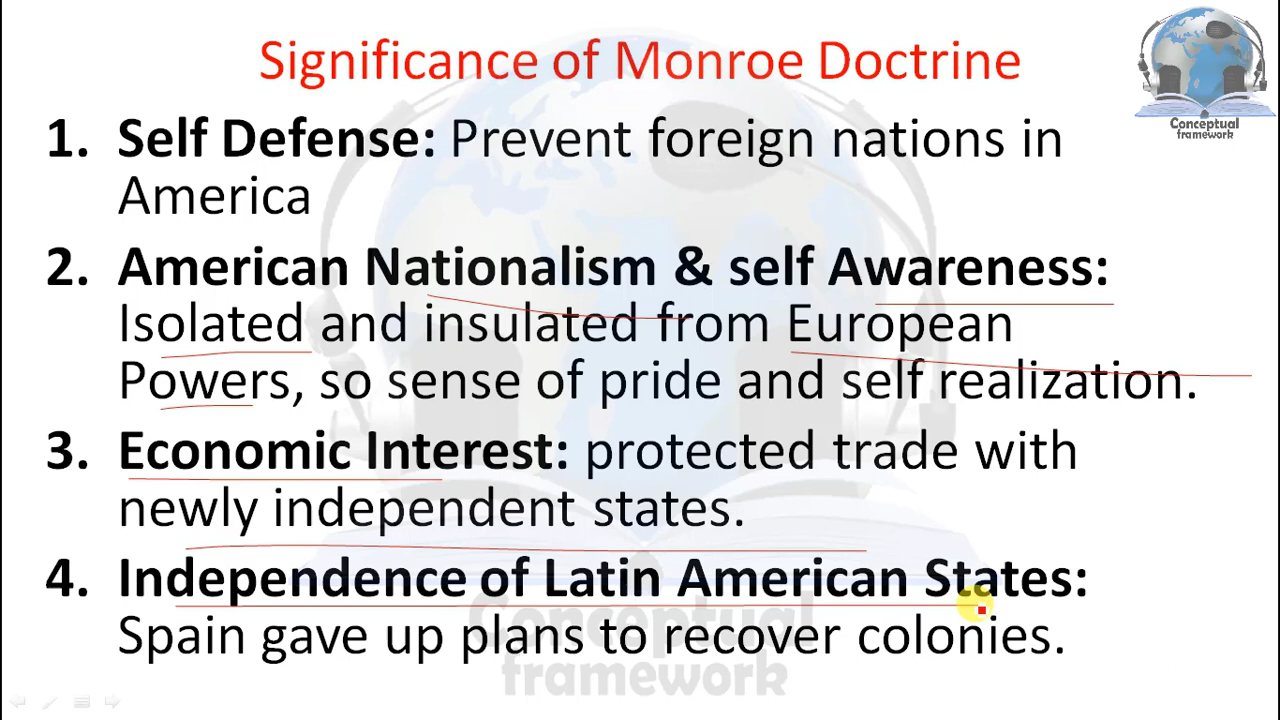 Significance of Monroe Doctrine
Conceptual
framework
1. Self Defense: Prevent foreign nations in
America
2. American Nationalism & self Awareness:
Isolated and insulated from European
Powers, so sense of pride and self realization.
3. Economic Interest: protected trade with
newly independent states.
4. Independence of Latin American States:
Spain gave up plans to recover colonies.
Conceptual
framework